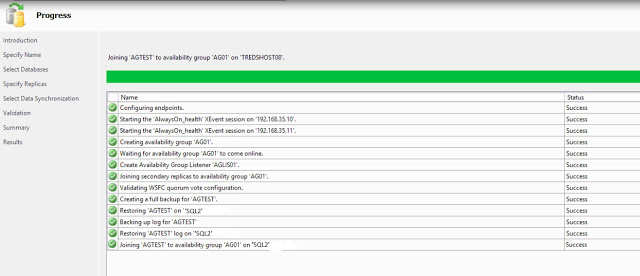 Progress
Introduction
Specify Name
Select Databases
Specify Replicas
Select Data Synchronization
Validation
Summary
Results
Joining 'AGTEST' to availability group 'AG01' on 'TREDSHOST08'.
Name Status
Configuring endpoints. Success
Starting the 'AlwaysOn_health' XEvent session on '192.168.35.10'. Success
Starting the 'AlwaysOn_health' XEvent session on '192.168.35.11'. Success
Creating availability group 'AG01'. Success
Waiting for availability group 'AG01' to come online. Success
Create Availability Group Listener 'AGLIS01'. Success
Joining secondary replicas to availability group 'AG01'. Success
Validating WSFC quorum vote configuration. Success
Creating a full backup for 'AGTEST'. Success
Restoring 'AGTEST' on ''SQL2' Success
Backing up log for 'AGTEST' Success
Restoring 'AGTEST' log on ''SQL2' Success
Joining 'AGTEST' to availability group 'AG01' on 'SQL2' Success